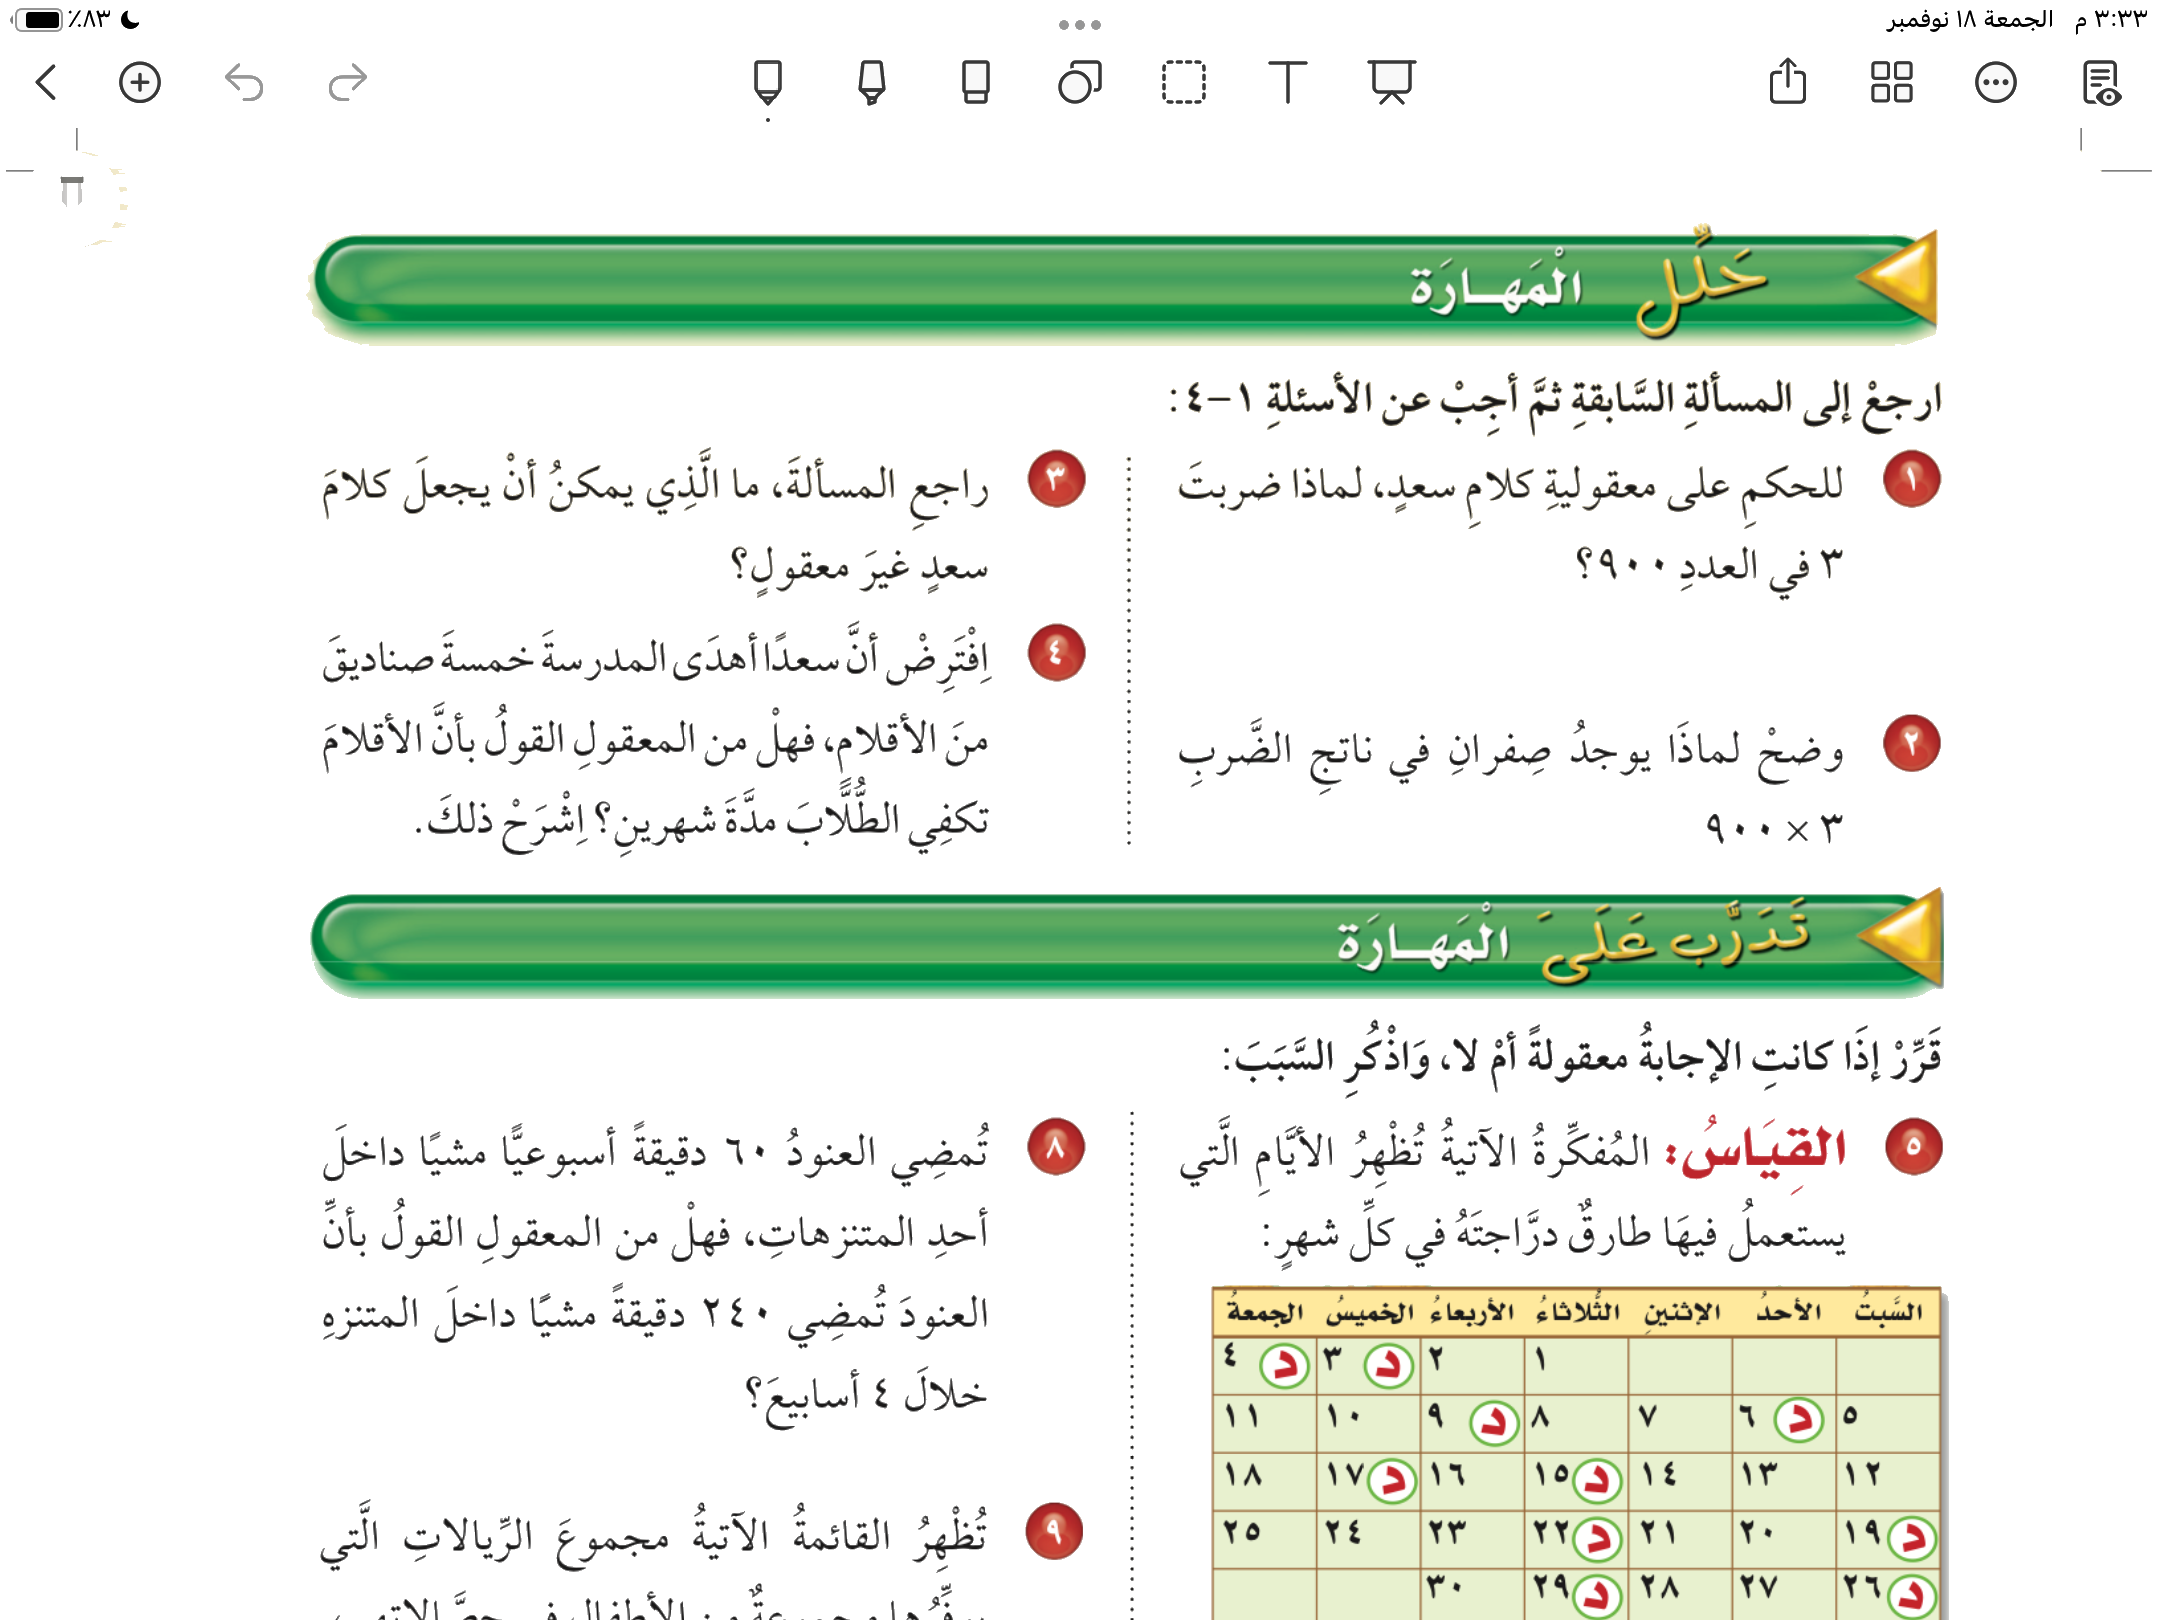 ٣:٣٣ م الجمعة ١٨ نوفمبر
٪٨٣
حَلِّل الْمَهـارَة
ارجعْ إلى المسألةِ السَّابقةِ ثمَّ أجِبْ عن الأسئلةِ ١–٤:
١ للحكمِ على معقوليةِ كلامِ سعدٍ، لماذا ضربتَ
٣ في العددِ ٩٠٠؟
٢ وضحْ لماذَا يوجدُ صِفرانِ في ناتجِ الضَّربِ
٣ × ٩٠٠
٣ راجعِ المسألةَ، ما الَّذِي يمكنُ أنْ يجعلَ كلامَ
سعدٍ غيرَ معقولٍ؟
٤ اِفْتَرِضْ أنَّ سعدًا أهدَى المدرسةَ خمسةَ صناديقَ
منَ الأقلامِ، فهلْ من المعقولِ القولُ بأنَّ الأقلامَ
تكفِي الطُّلَّابَ مدَّةَ شهرينِ؟ اِشْرَحْ ذلكَ.
تَدَرَّب عَلَىَ الْمَهـارَة
قَرِّرْ إذَا كانتِ الإجابةُ معقولةً أمْ لا، وَاذْكُرِ السَّبَبَ:
٥ القِيَاسُ: المُفكِّرةُ الآتيةُ تُظْهِرُ الأيَّامِ الَّتي
يستعملُ فيهَا طارقٌ درَّاجتَهُ في كلِّ شهرٍ:
السَّبتُ الأحدُ الإثنينِ الثُّلاثاءُ الأربعاءُ الخميسُ الجمعةُ
١ ٢ ٣ د ٤ د
٥ ٦ د ٧ ٨ ٩ د ١٠ ١١
١٢ ١٣ ١٤ ١٥ د ١٦ ١٧ د ١٨
١٩ د ٢٠ ٢١ ٢٢ د ٢٣ ٢٤ ٢٥
٢٦ د ٢٧ ٢٨ ٢٩ د ٣٠
٨ تُمضِي العنودُ ٦٠ دقيقةً أسبوعيًّا مشيًا داخلَ
أحدِ المتنزهاتِ، فهلْ من المعقولِ القولُ بأنَّ
العنودَ تُمضِي ٢٤٠ دقيقةً مشيًا داخلَ المتنزهِ
خلالَ ٤ أسابيعَ؟
٩ تُظْهِرُ القائمةُ الآتيةُ مجموعَ الرِّيالاتِ الَّتي